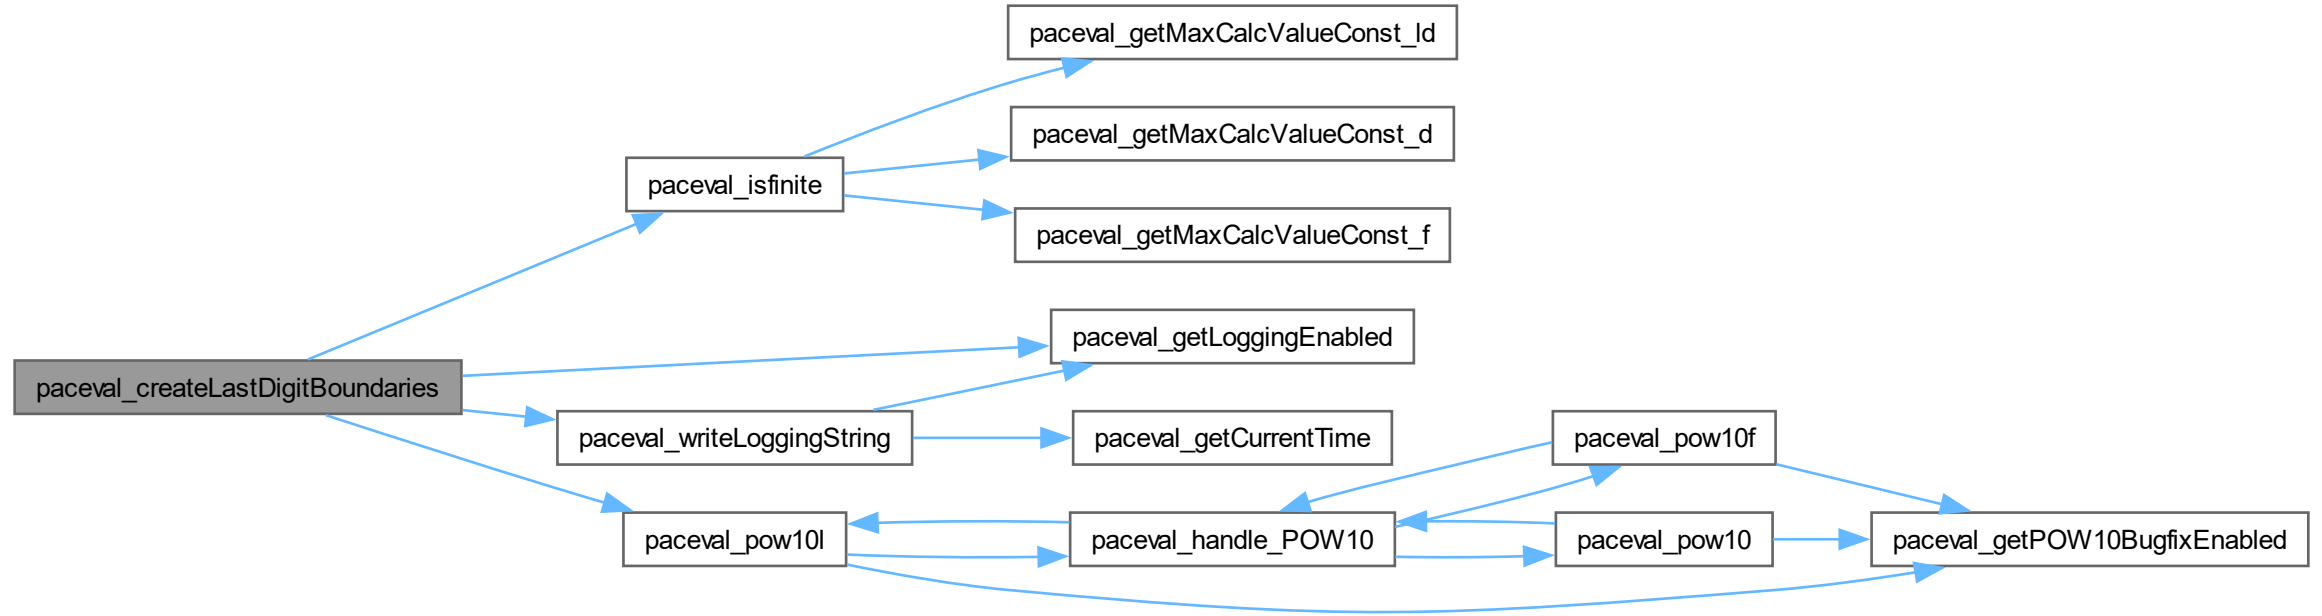 paceval_getMaxCalcValueConst_ld
paceval_getMaxCalcValueConst_d
paceval_isfinite
paceval_getMaxCalcValueConst_f
paceval_getLoggingEnabled
paceval_createLastDigitBoundaries
paceval_writeLoggingString
paceval_getCurrentTime
paceval_pow10f
paceval_pow10l
paceval_handle_POW10
paceval_pow10
paceval_getPOW10BugfixEnabled